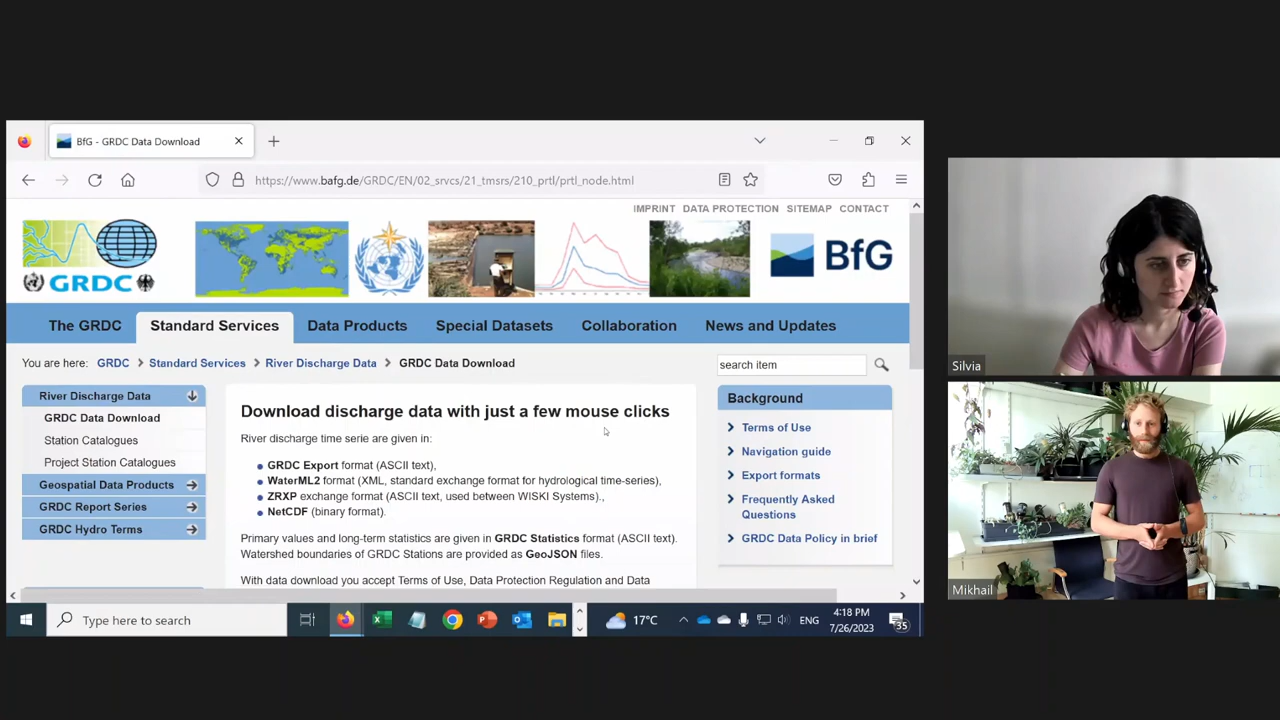 BfG - GRDC Data Download
https://www.bafg.de/GRDC/EN/02_srvcs/21_tmsrs/210_prtl/prtl_node.html
IMPRINT DATA PROTECTION SITEMAP CONTACT
GRDC
BfG
The GRDC Standard Services Data Products Special Datasets Collaboration News and Updates
You are here: GRDC Standard Services River Discharge Data GRDC Data Download
search item
River Discharge Data
GRDC Data Download
Station Catalogues
Project Station Catalogues
Geospatial Data Products
GRDC Report Series
GRDC Hydro Terms
Download discharge data with just a few mouse clicks
River discharge time serie are given in:
GRDC Export format (ASCII text),
WaterML2 format (XML, standard exchange format for hydrological time-series),
ZRXP exchange format (ASCII text, used between WISKI Systems).,
NetCDF (binary format).
Primary values and long-term statistics are given in GRDC Statistics format (ASCII text).
Watershed boundaries of GRDC Stations are provided as GeoJSON files.
With data download you accept Terms of Use, Data Protection Regulation and Data
Background
Terms of Use
Navigation guide
Export formats
Frequently Asked
Questions
GRDC Data Policy in brief
Type here to search
17°C
ENG
4:18 PM
7/26/2023
35
Silvia
Mikhail